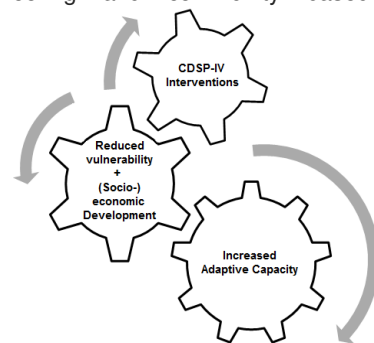 CDSP-IV
Interventions
Reduced
vulnerability
+
(Socio-)
economic
Development
Increased
Adaptive Capacity